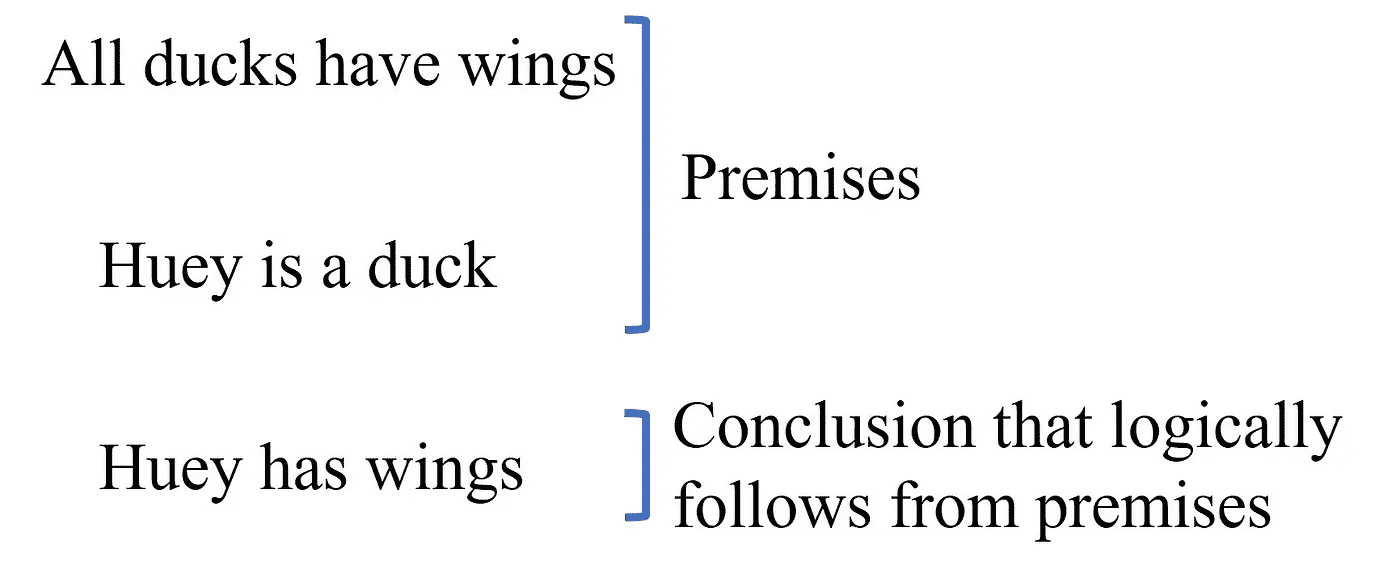 All ducks have wings
Premises
Huey is a duck
Huey has wings
Conclusion that logically
follows from premises